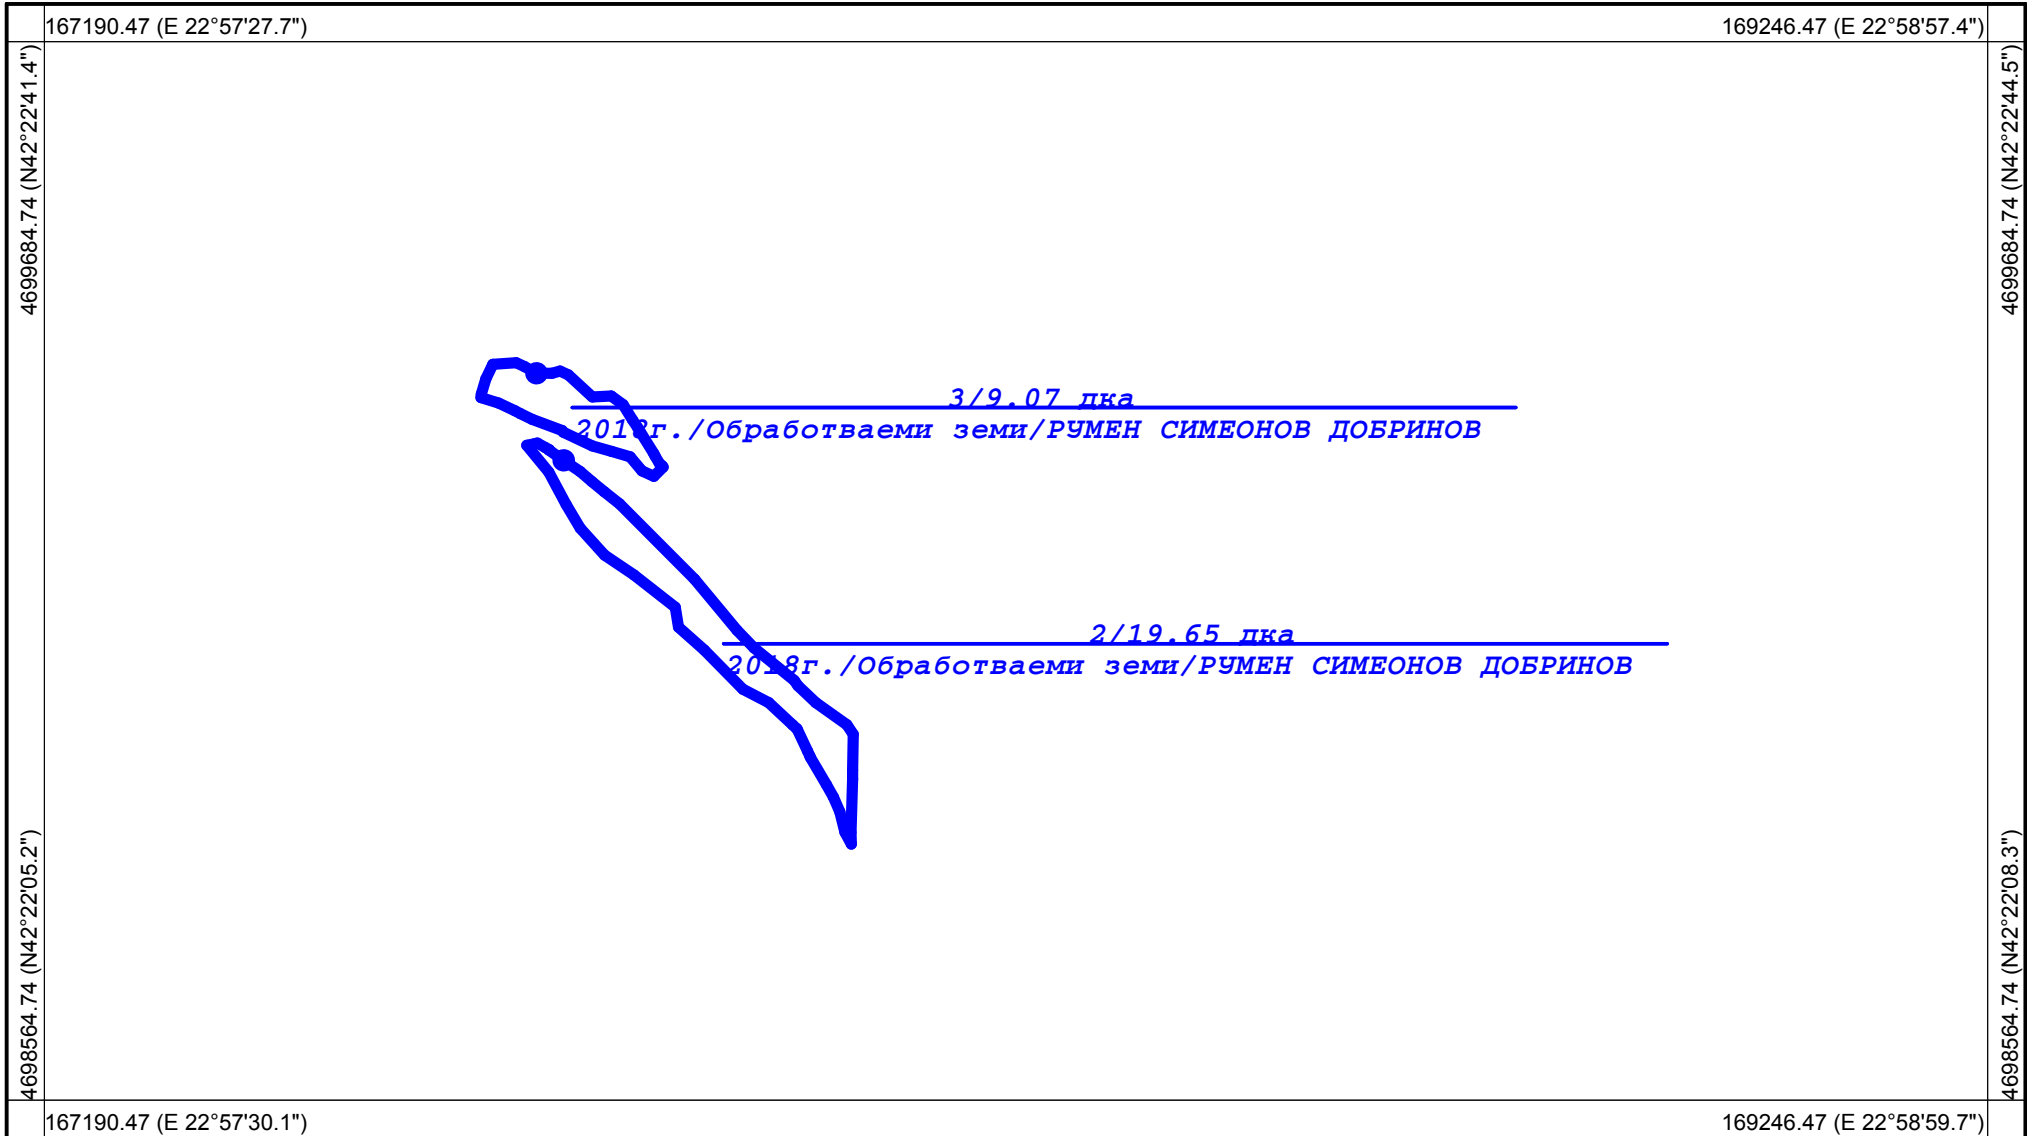 167190.47 (E 22°57'27.7")
169246.47 (E 22°58'57.4")
4699684.74 (N42°22'41.4")
4699684.74 (N42°22'44.5")
3/9.07 дка
2018г./Обработваеми земи/РУМЕН СИМЕОНОВ ДОБРИНОВ
2/19.65 дка
2018г./Обработваеми земи/РУМЕН СИМЕОНОВ ДОБРИНОВ
4698564.74 (N42°22'05.2")
4698564.74 (N42°22'08.3")
167190.47 (E 22°57'30.1")
169246.47 (E 22°58'59.7")